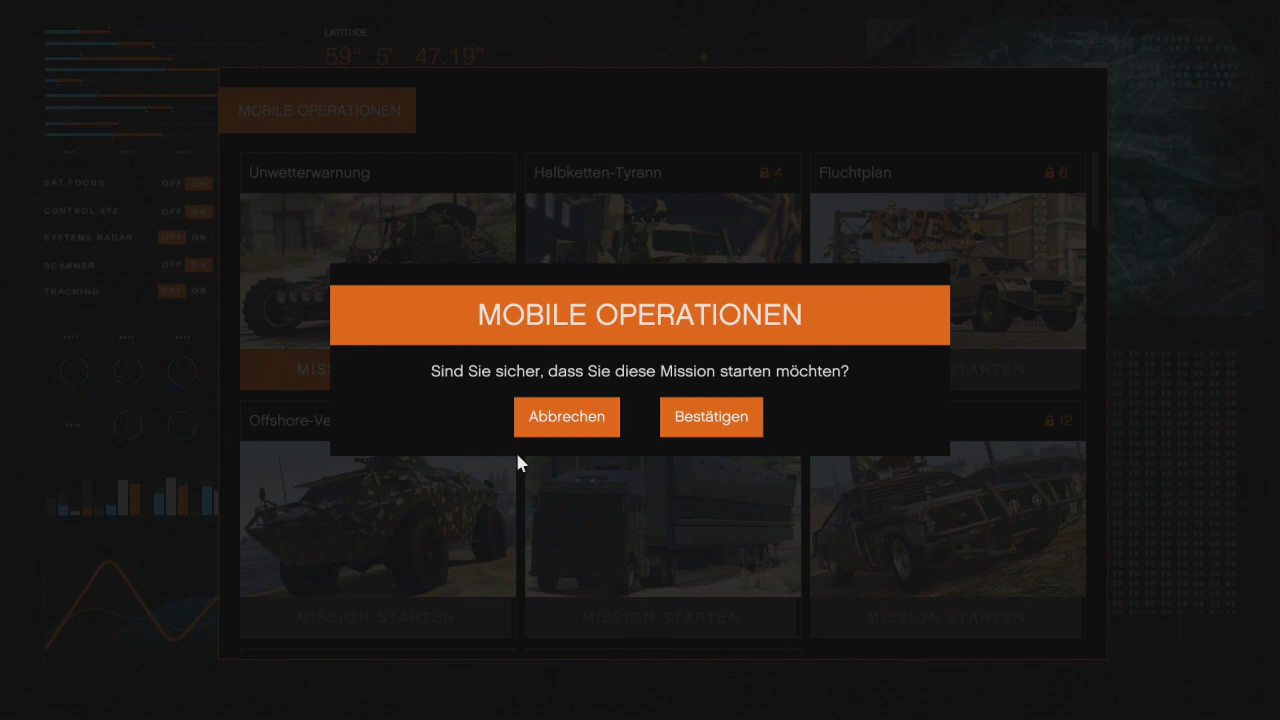 LATITUDE
59° 5' 47.19"
MOBILE OPERATIONEN
Unwetterwarnung
Halbketten-Tyrann
4
Fluchtplan
6
SAT FOCUS OFF ON
CONTROL ST2 OFF ON
SYSTEMS RADAR OFF ON
SCANNER OFF ON
TRACKING OFF ON
MOBILE OPERATIONEN
Sind Sie sicher, dass Sie diese Mission starten möchten?
Abbrechen
Bestätigen
MISS
STARTEN
Offshore-Ve
12
MISSION STARTEN
MISSION STARTEN
MISSION STARTEN